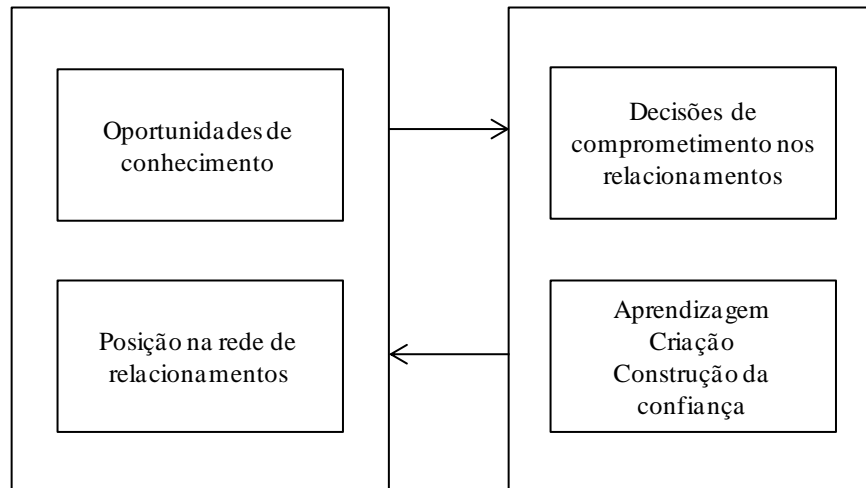 Oportunidades de
conhecimento
Posição na rede de
relacionamentos
Decisões de
comprometimento nos
relacionamentos
Aprendizagem
Criação
Construção da
confiança